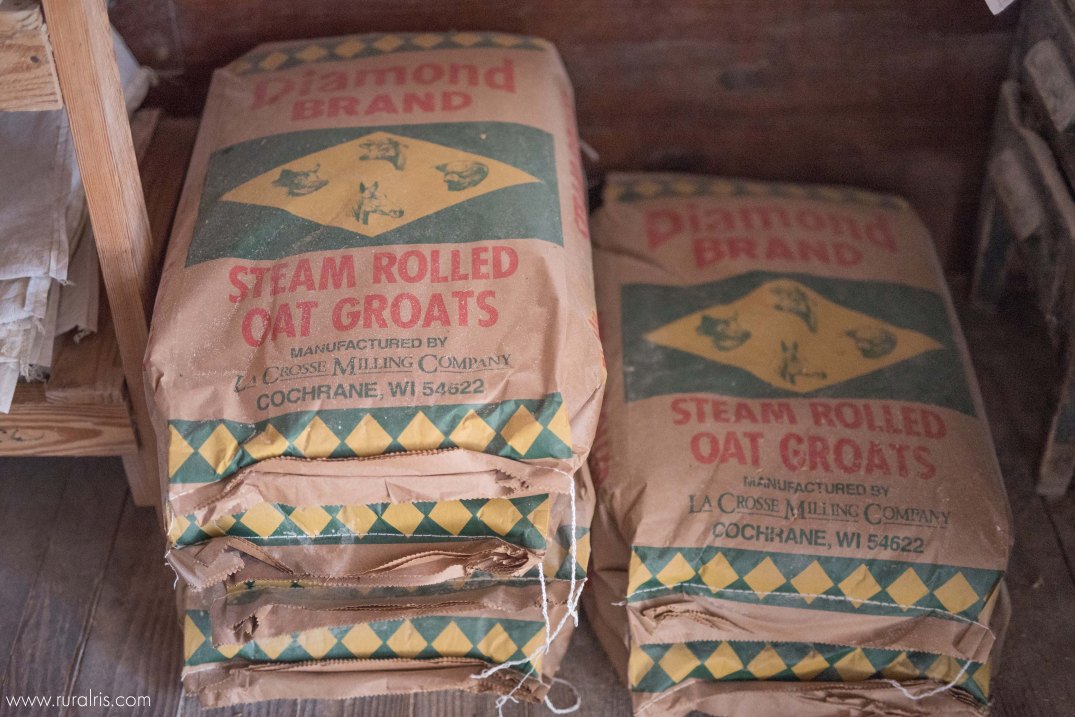 Diamond
BRAND
STEAM ROLLED
OAT GROATS
MANUFACTURED BY
LA CROSSE MILLING COMPANY
COCHRANE, WI 54622
Diamond
BRAND
STEAM ROLLED
OAT GROATS
MANUFACTURED BY
LA CROSSE MILLING COMPANY
COCHRANE, WI 54622
www.ruralris.com